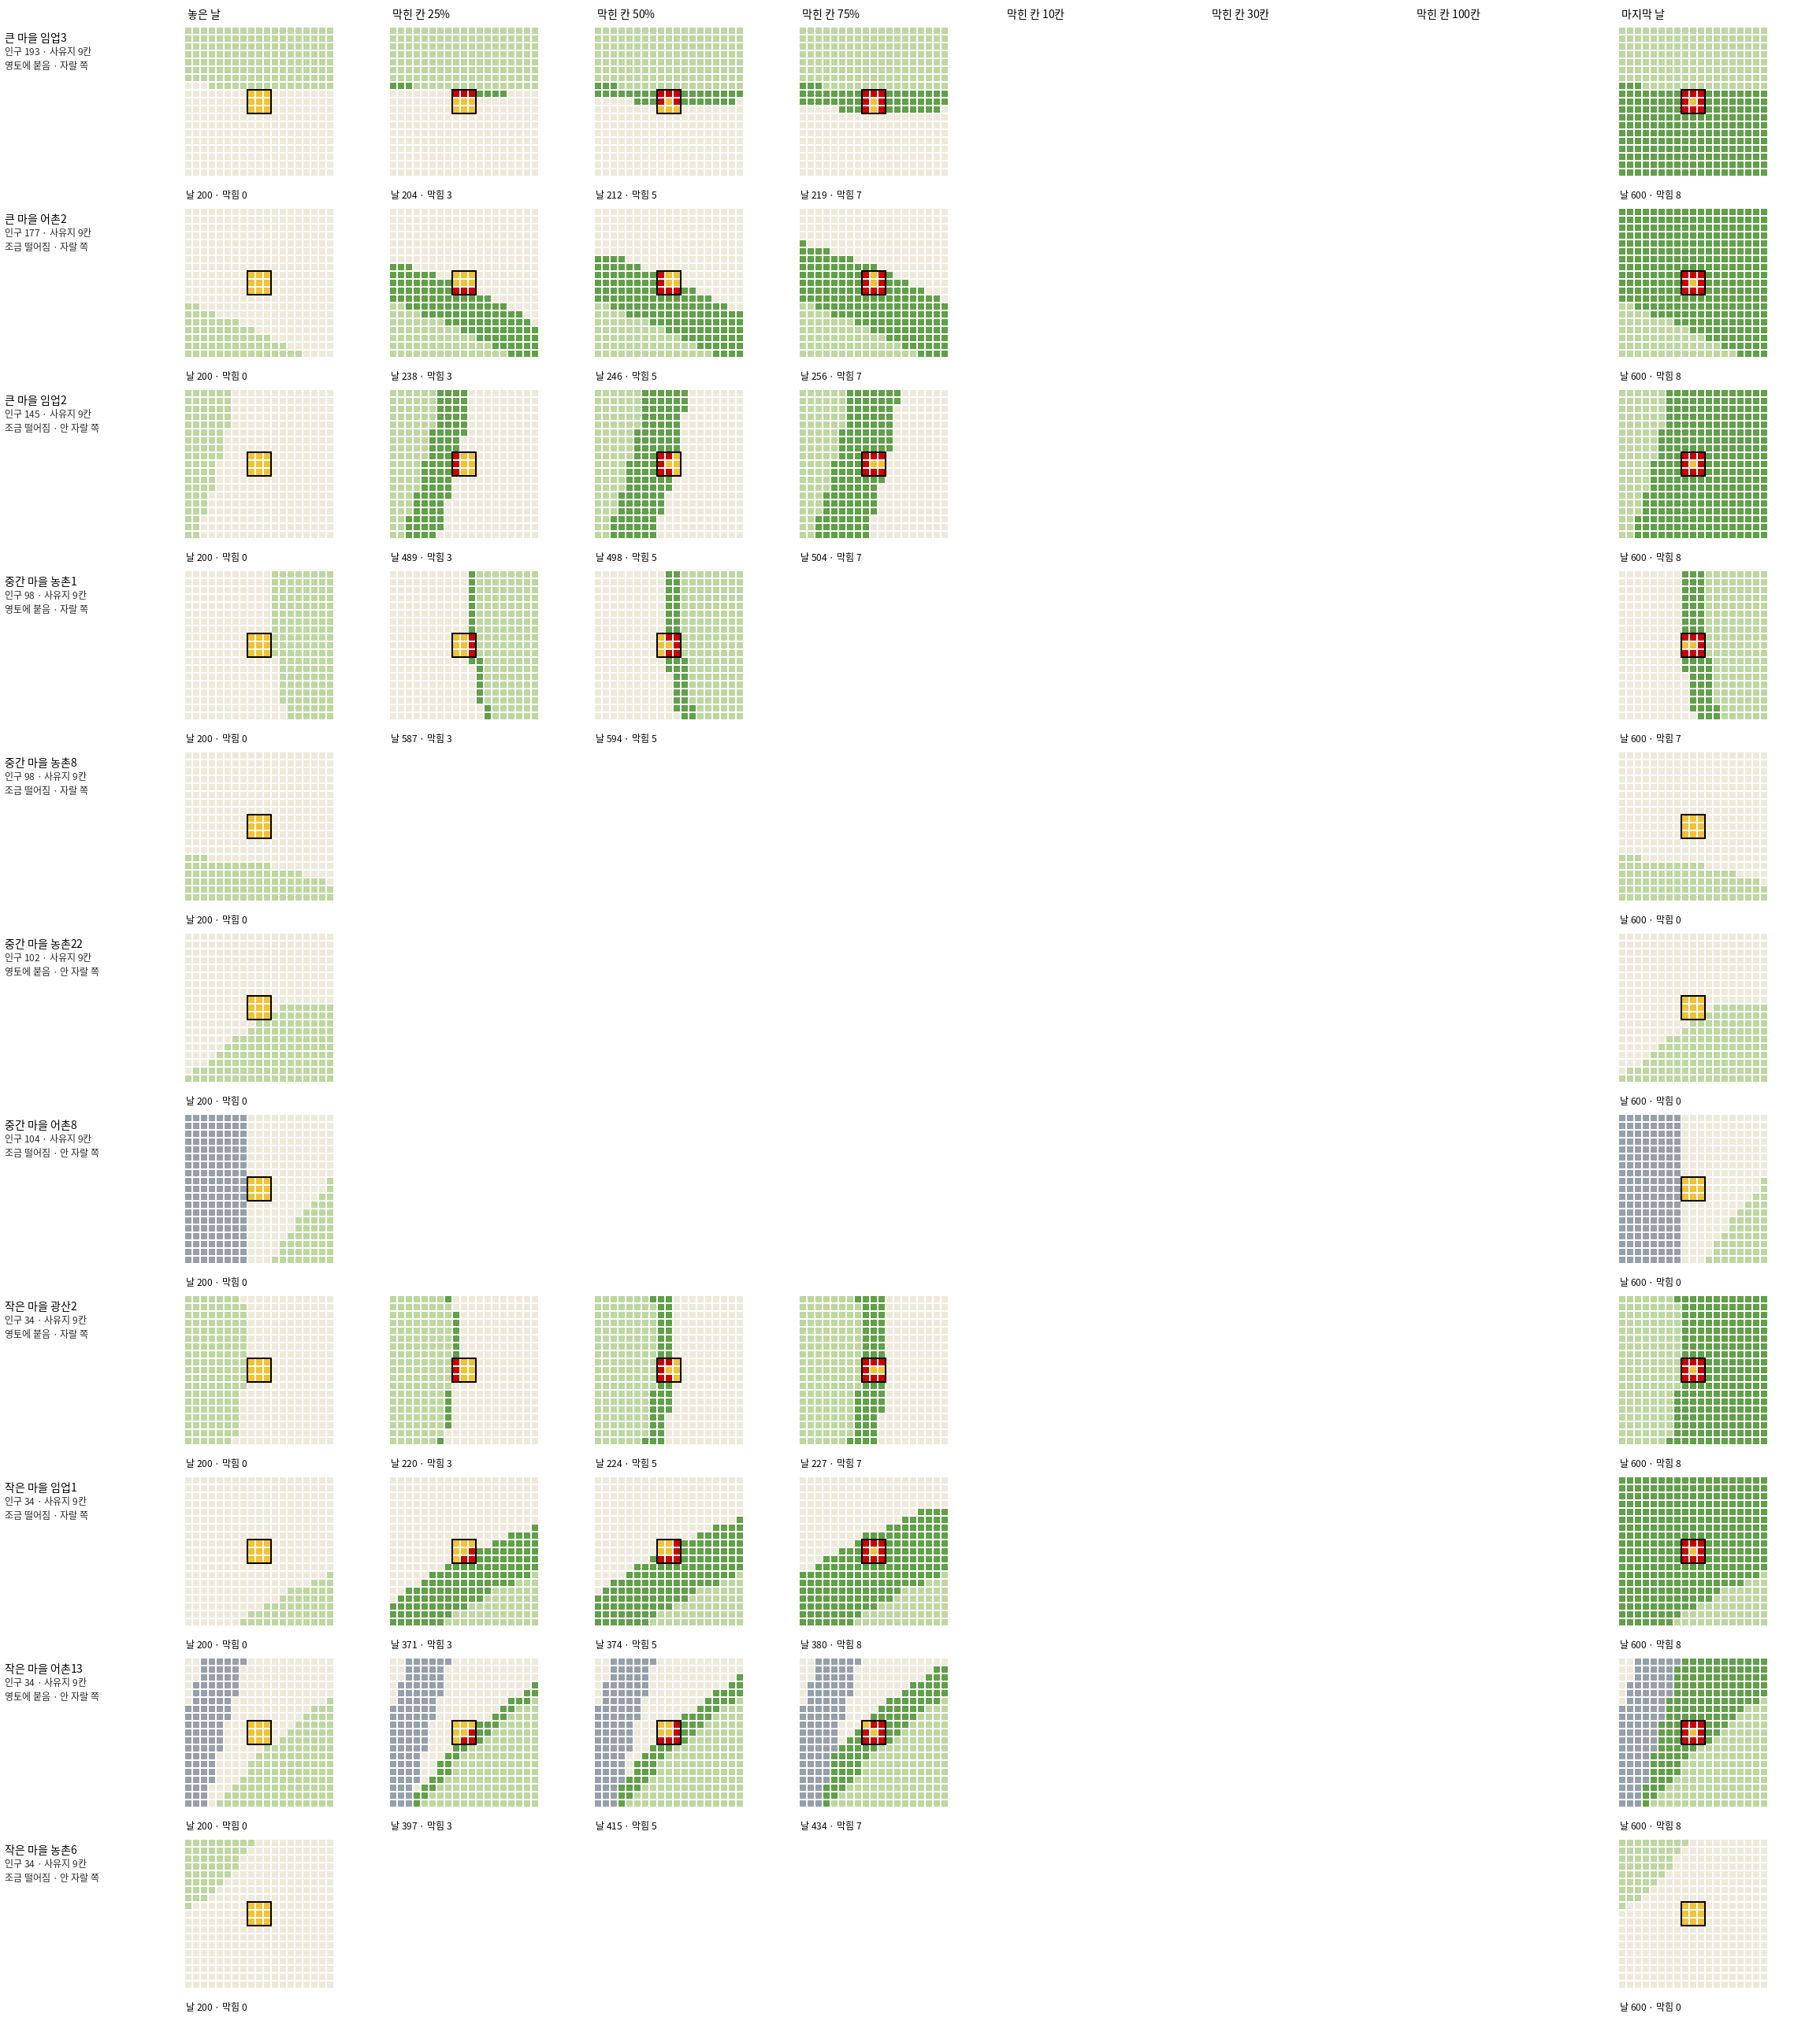 놓은 날
막힌 칸 25%
막힌 칸 50%
막힌 칸 75%
막힌 칸 10칸
막힌 칸 30칸
막힌 칸 100칸
마지막 날
큰 마을 임업3
인구 193 · 사유지 9칸
영토에 붙음 · 자랄 쪽
날 200 · 막힘 0
날 204 · 막힘 3
날 212 · 막힘 5
날 219 · 막힘 7
날 600 · 막힘 8
큰 마을 어촌2
인구 177 · 사유지 9칸
조금 떨어짐 · 자랄 쪽
날 200 · 막힘 0
날 238 · 막힘 3
날 246 · 막힘 5
날 256 · 막힘 7
날 600 · 막힘 8
큰 마을 임업2
인구 145 · 사유지 9칸
조금 떨어짐 · 안 자랄 쪽
날 200 · 막힘 0
날 489 · 막힘 3
날 498 · 막힘 5
날 504 · 막힘 7
날 600 · 막힘 8
중간 마을 농촌1
인구 98 · 사유지 9칸
영토에 붙음 · 자랄 쪽
날 200 · 막힘 0
날 587 · 막힘 3
날 594 · 막힘 5
날 600 · 막힘 7
중간 마을 농촌8
인구 98 · 사유지 9칸
조금 떨어짐 · 자랄 쪽
날 200 · 막힘 0
날 600 · 막힘 0
중간 마을 농촌22
인구 102 · 사유지 9칸
영토에 붙음 · 안 자랄 쪽
날 200 · 막힘 0
날 600 · 막힘 0
중간 마을 어촌8
인구 104 · 사유지 9칸
조금 떨어짐 · 안 자랄 쪽
날 200 · 막힘 0
날 600 · 막힘 0
작은 마을 광산2
인구 34 · 사유지 9칸
영토에 붙음 · 자랄 쪽
날 200 · 막힘 0
날 220 · 막힘 3
날 224 · 막힘 5
날 227 · 막힘 7
날 600 · 막힘 8
작은 마을 임업1
인구 34 · 사유지 9칸
조금 떨어짐 · 자랄 쪽
날 200 · 막힘 0
날 371 · 막힘 3
날 374 · 막힘 5
날 380 · 막힘 8
날 600 · 막힘 8
작은 마을 어촌13
인구 34 · 사유지 9칸
영토에 붙음 · 안 자랄 쪽
날 200 · 막힘 0
날 397 · 막힘 3
날 415 · 막힘 5
날 434 · 막힘 7
날 600 · 막힘 8
작은 마을 농촌6
인구 34 · 사유지 9칸
조금 떨어짐 · 안 자랄 쪽
날 200 · 막힘 0
날 600 · 막힘 0